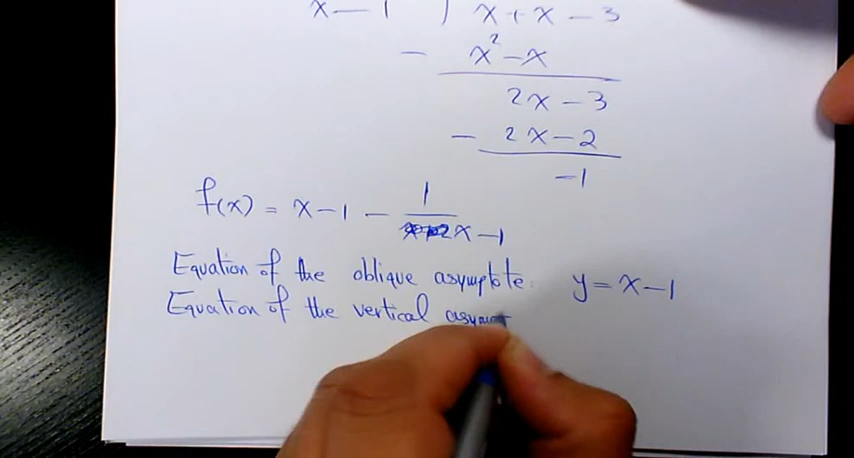 x - 1 ) x + x - 3
- x² - x
2x - 3
- 2x - 2
-1
f(x) = x - 1 - 1/(x - 1)
Equation of the oblique asymptote: y = x - 1
Equation of the vertical asympt